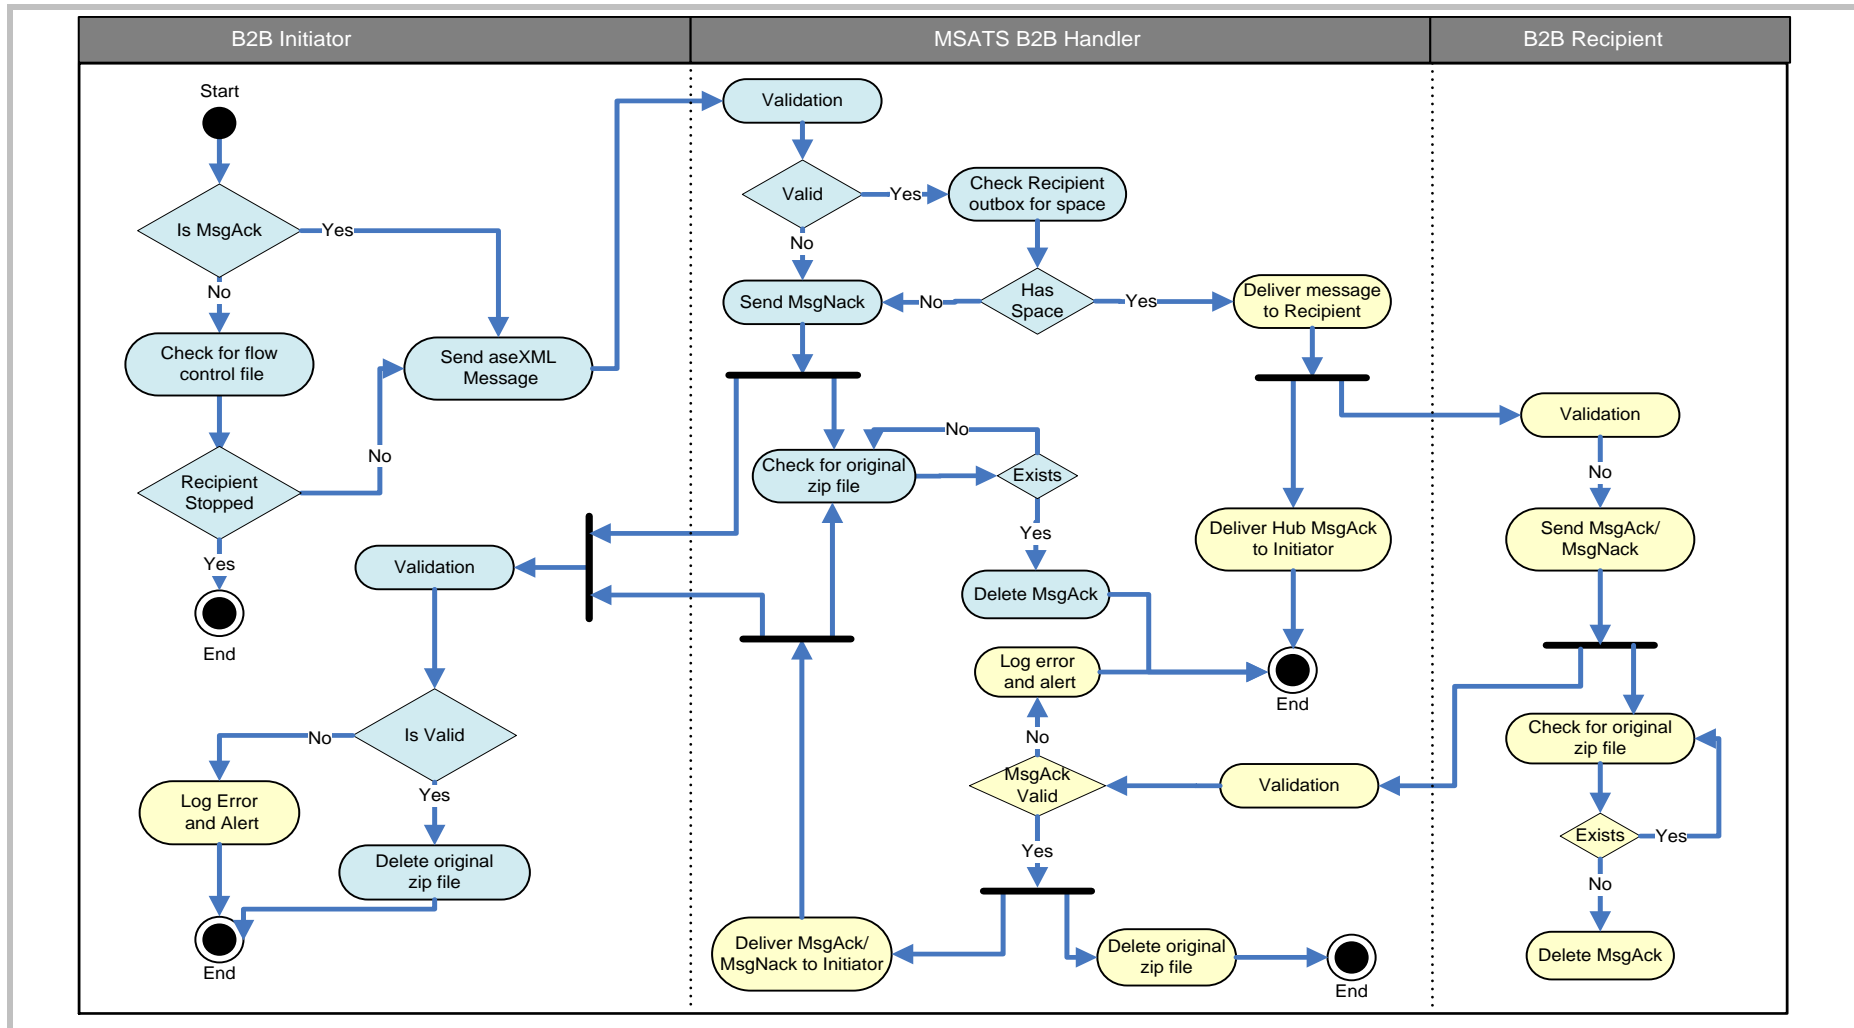 B2B Initiator
MSATS B2B Handler
B2B Recipient
Start
Is MsgAck
Yes
No
Check for flow
control file
Recipient
Stopped
No
Yes
End
Send aseXML
Message
Validation
Is Valid
No
Yes
Log Error
and Alert
Delete original
zip file
End
Validation
Valid
Yes
No
Check Recipient
outbox for space
Has
Space
No
Yes
Send MsgNack
Deliver message
to Recipient
Check for original
zip file
No
Exists
Yes
Delete MsgAck
Deliver Hub MsgAck
to Initiator
End
Log error
and alert
No
MsgAck
Valid
Validation
Yes
Deliver MsgAck/
MsgNack to Initiator
Delete original
zip file
End
Validation
No
Send MsgAck/
MsgNack
Check for original
zip file
Exists
Yes
No
Delete MsgAck